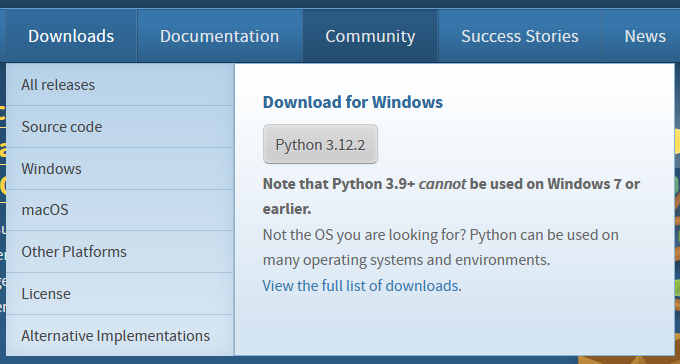 Downloads Documentation Community Success Stories News
All releases
Source code
Windows
macOS
Other Platforms
License
Alternative Implementations
Download for Windows
Python 3.12.2
Note that Python 3.9+ cannot be used on Windows 7 or
earlier.
Not the OS you are looking for? Python can be used on
many operating systems and environments.
View the full list of downloads.